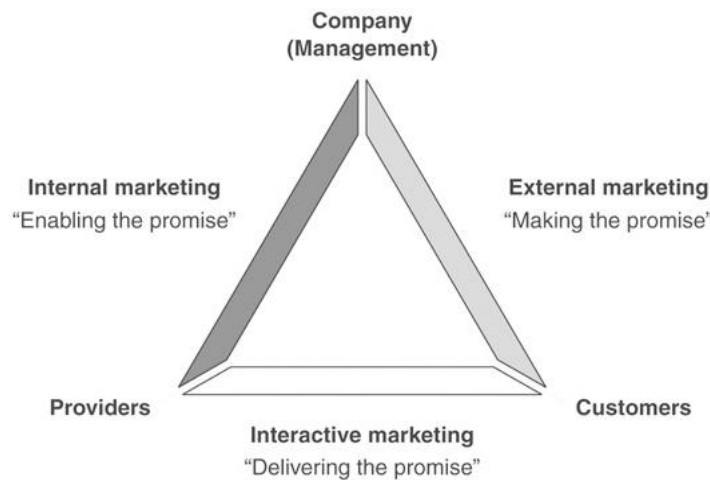 Company
(Management)
Internal marketing
“Enabling the promise”
External marketing
“Making the promise’
Providers
Customers
Interactive marketing
“Delivering the promise”